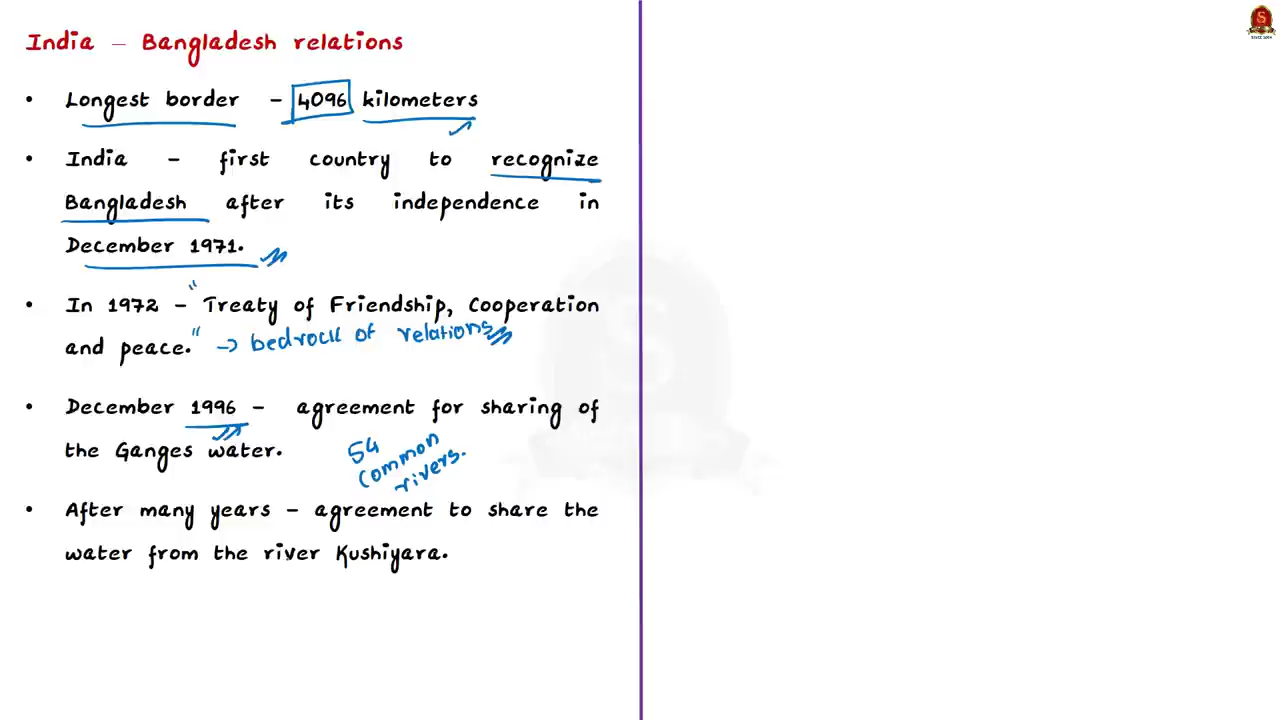 India – Bangladesh relations
• Longest border – 4096 kilometers
• India – first country to recognize
Bangladesh after its independence in
December 1971.
• In 1972 – "Treaty of Friendship, Cooperation
and peace." → bedrock of relations
• December 1996 – agreement for sharing of
the Ganges water.
54
common
rivers.
• After many years – agreement to share the
water from the river Kushiyara.